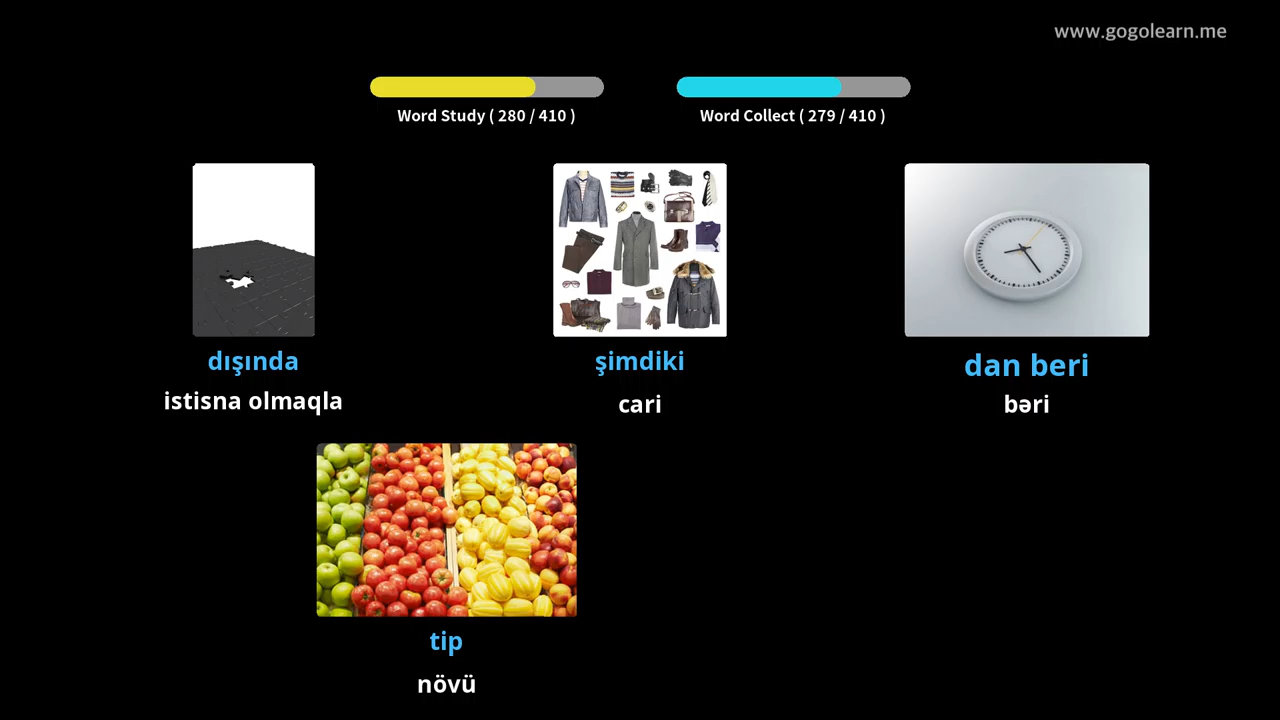 www.gogolearn.me
Word Study ( 280 / 410 )
Word Collect ( 279 / 410 )
dışında
istisna olmaqla
şimdiki
cari
dan beri
bəri
tip
növü